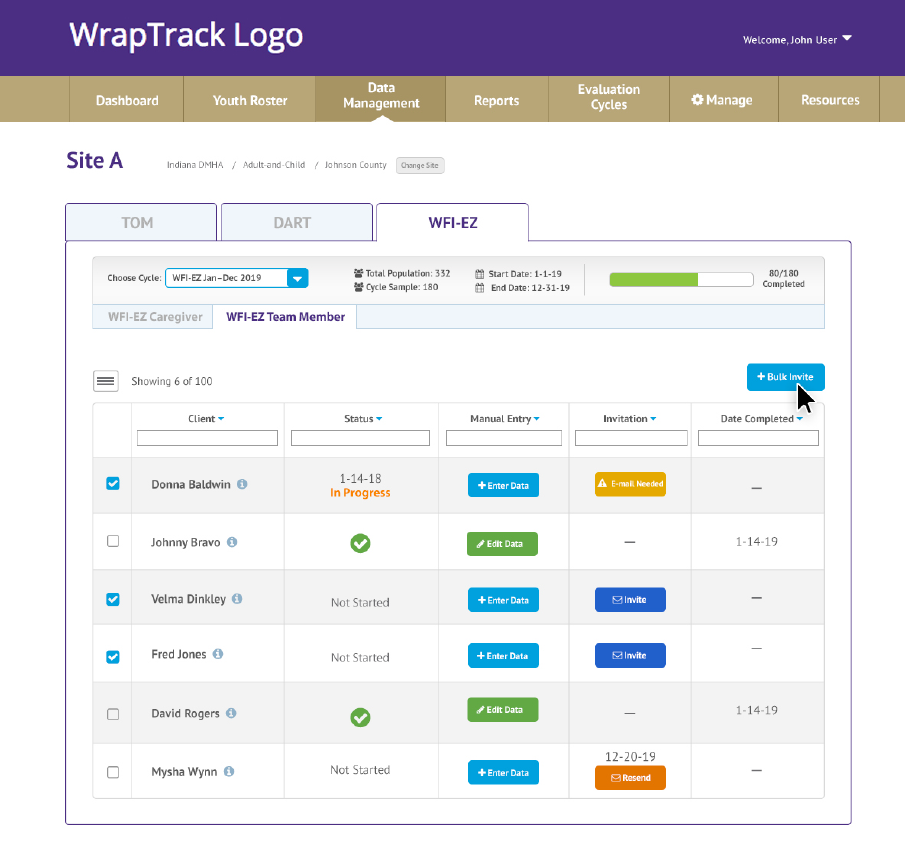 WrapTrack Logo
Welcome, John User
Dashboard
Youth Roster
Data
Management
Reports
Evaluation
Cycles
Manage
Resources
Site A
Indiana DMHA / Adult-and-Child / Johnson County
Change Site
TOM
DART
WFI-EZ
Choose Cycle:
WFI-EZ Jan–Dec 2019
Total Population: 332
Cycle Sample: 180
Start Date: 1-1-19
End Date: 12-31-19
80/180
Completed
WFI-EZ Caregiver
WFI-EZ Team Member
Showing 6 of 100
+ Bulk Invite
Client
Status
Manual Entry
Invitation
Date Completed
Donna Baldwin
1-14-18
In Progress
+ Enter Data
E-mail Needed
—
Johnny Bravo
Edit Data
—
1-14-19
Velma Dinkley
Not Started
+ Enter Data
Invite
—
Fred Jones
Not Started
+ Enter Data
Invite
—
David Rogers
Edit Data
—
1-14-19
Mysha Wynn
Not Started
+ Enter Data
12-20-19
Resend
—